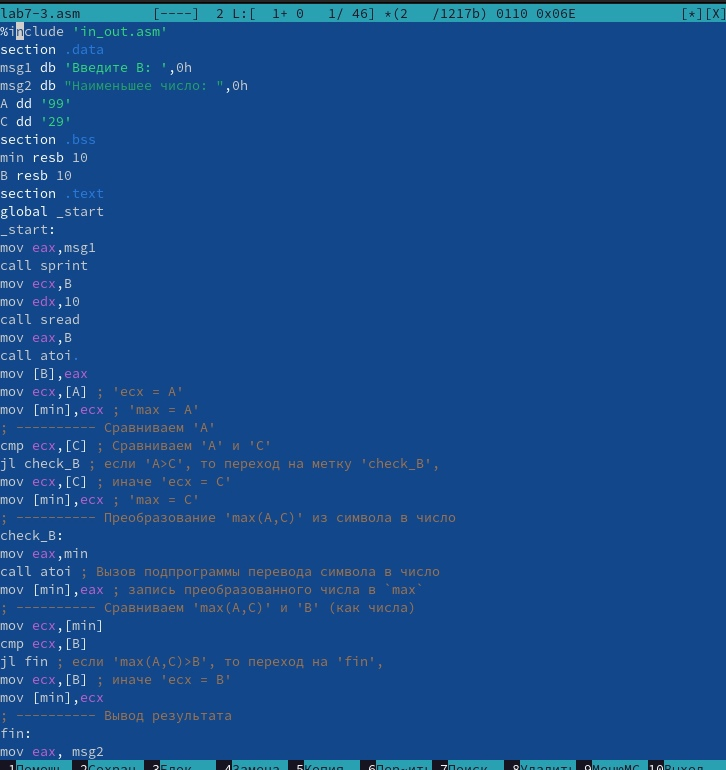 lab7-3.asm [----] 2 L:[ 1+ 0 1/ 46] *(2 /1217b) 0110 0x06E [*][X]
%include 'in_out.asm'
section .data
msg1 db 'Введите B: ',0h
msg2 db "Наименьшее число: ",0h
A dd '99'
C dd '29'
section .bss
min resb 10
B resb 10
section .text
global _start
_start:
mov eax,msg1
call sprint
mov ecx,B
mov edx,10
call sread
mov eax,B
call atoi.
mov [B],eax
mov ecx,[A] ; 'ecx = A'
mov [min],ecx ; 'max = A'
; ---------- Сравниваем 'A'
cmp ecx,[C] ; Сравниваем 'A' и 'С'
jl check_B ; если 'A>C', то переход на метку 'check_B',
mov ecx,[C] ; иначе 'ecx = C'
mov [min],ecx ; 'max = C'
; ---------- Преобразование 'max(A,C)' из символа в число
check_B:
mov eax,min
call atoi ; Вызов подпрограммы перевода символа в число
mov [min],eax ; запись преобразованного числа в `max`
; ---------- Сравниваем 'max(A,C)' и 'B' (как числа)
mov ecx,[min]
cmp ecx,[B]
jl fin ; если 'max(A,C)>B', то переход на 'fin',
mov ecx,[B] ; иначе 'ecx = B'
mov [min],ecx
; ---------- Вывод результата
fin:
mov eax, msg2
1Помощь 2Сохран 3Блок 4Замена 5Копия 6Пер~ить 7Поиск 8Удалить 9МенюMC 10Выход